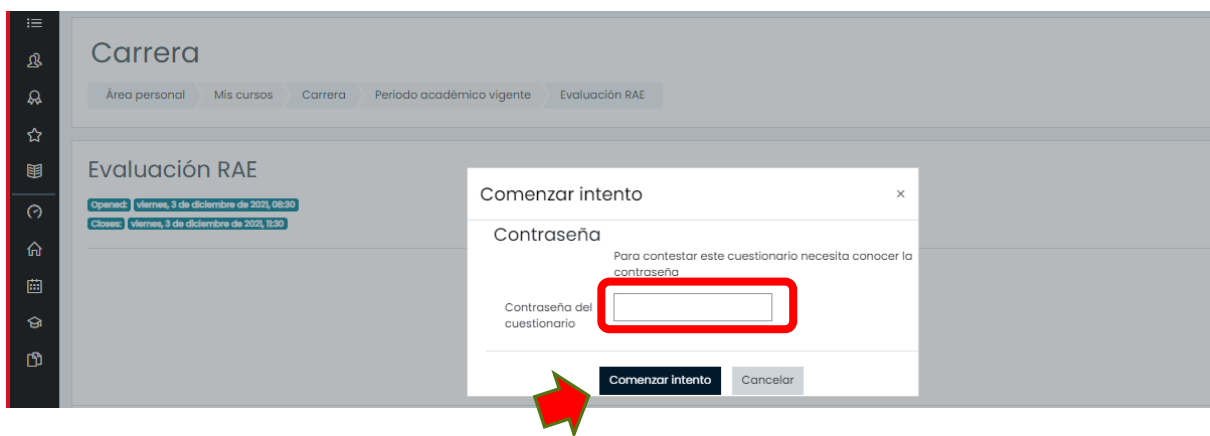 Carrera
Área personal Mis cursos Carrera Periodo académico vigente Evaluación RAE
Evaluación RAE
Opened: viernes, 3 de diciembre de 2021, 08:30
Closes: viernes, 3 de diciembre de 2021, 11:30
Comenzar intento ×
Contraseña
Para contestar este cuestionario necesita conocer la
contraseña
Contraseña del
cuestionario
Comenzar intento Cancelar